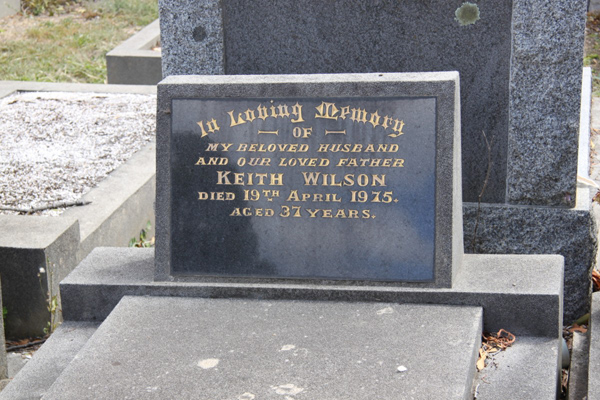 In Loving Memory
OF
MY BELOVED HUSBAND
AND OUR LOVED FATHER
KEITH WILSON
DIED 19TH APRIL 1975.
AGED 37 YEARS.